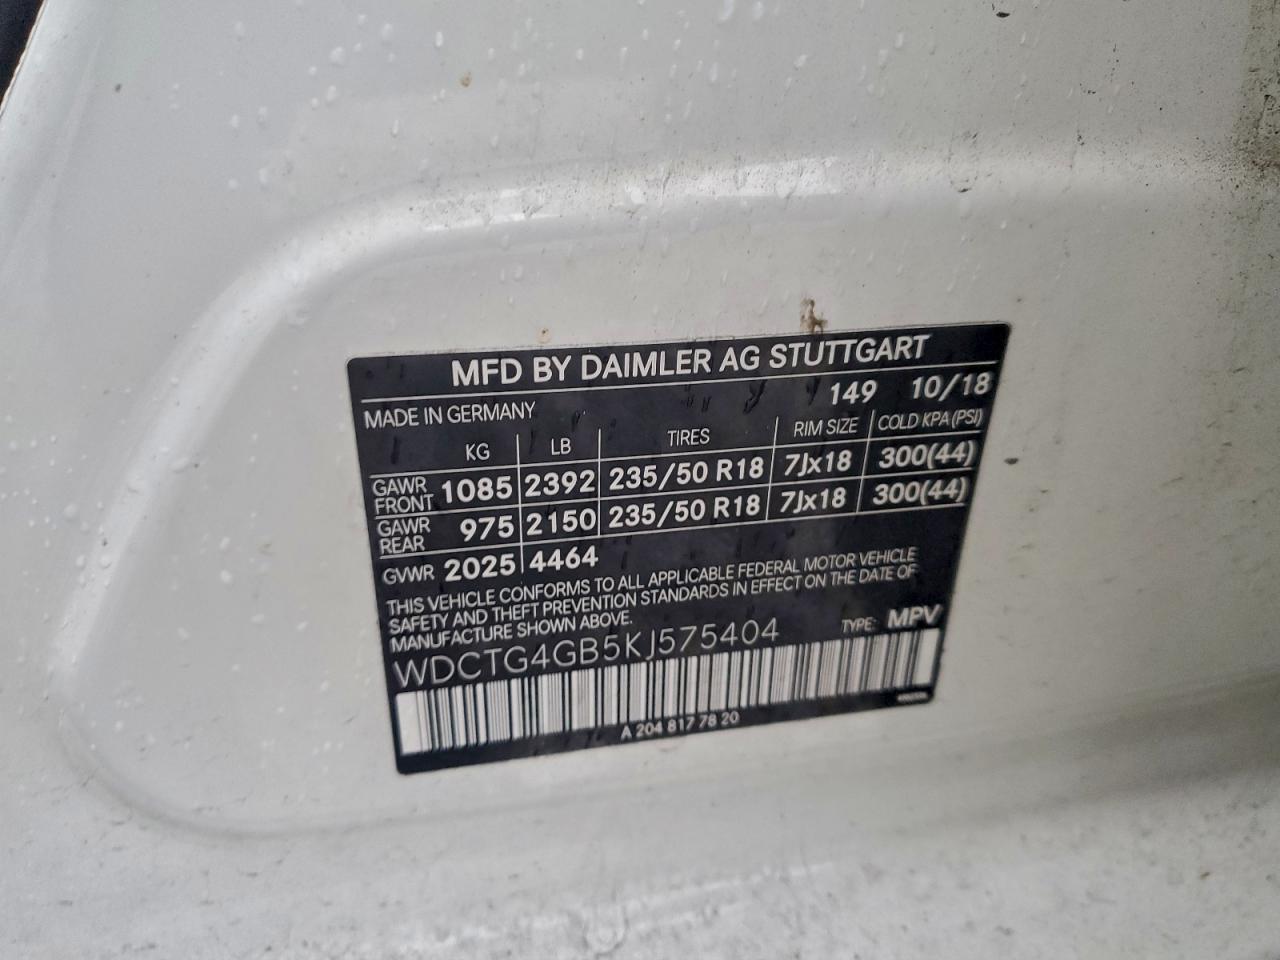 MFD BY DAIMLER AG STUTTGART
MADE IN GERMANY 149 10/18
KG LB TIRES RIM SIZE COLD KPA (PSI)
GAWR FRONT 1085 2392 235/50 R18 7Jx18 300(44)
GAWR REAR 975 2150 235/50 R18 7Jx18 300(44)
GVWR 2025 4464
THIS VEHICLE CONFORMS TO ALL APPLICABLE FEDERAL MOTOR VEHICLE
SAFETY AND THEFT PREVENTION STANDARDS IN EFFECT ON THE DATE OF
MANUFACTURE SHOWN ABOVE.
WDCTG4GB5KJ575404 TYPE: MPV
A 204 817 78 20